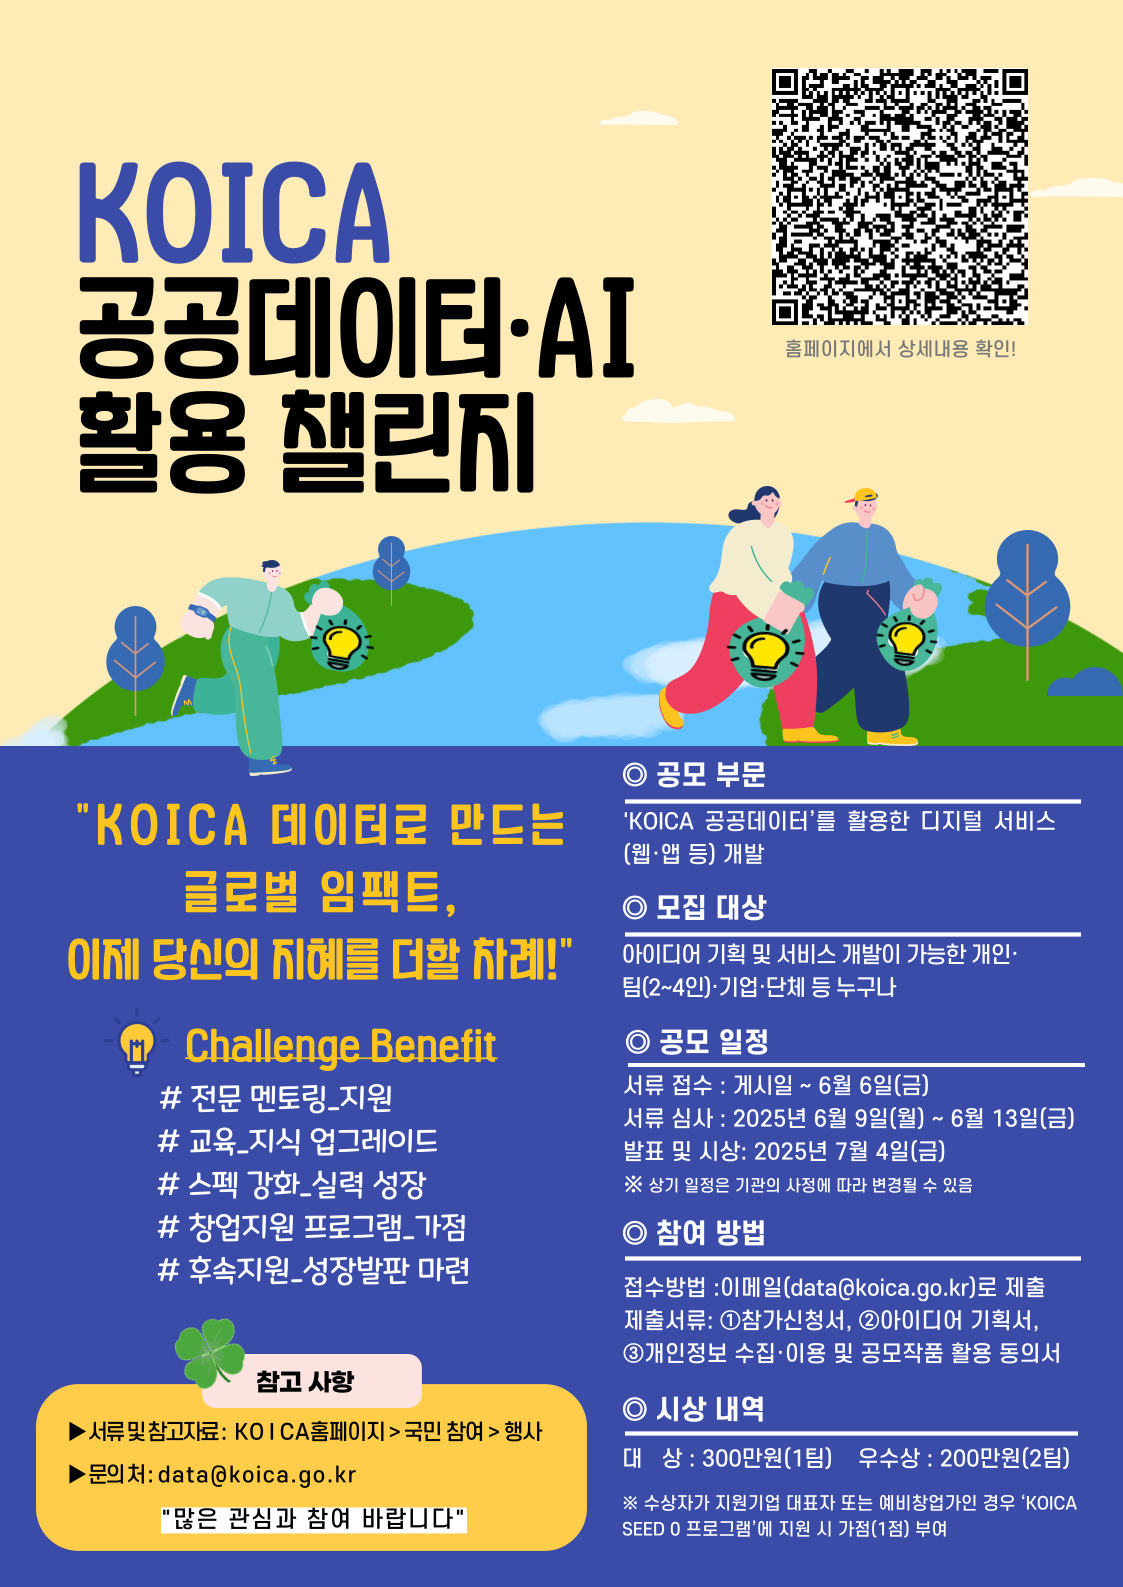 KOICA
공공데이터·AI
활용 챌린지
홈페이지에서 상세내용 확인!
"KOICA 데이터로 만드는
글로벌 임팩트,
이제 당신의 지혜를 더할 차례!"
Challenge Benefit
# 전문 멘토링_지원
# 교육_지식 업그레이드
# 스펙 강화_실력 성장
# 창업지원 프로그램_가점
# 후속지원_성장발판 마련
참고 사항
▶서류 및 참고자료 : KOICA홈페이지 > 국민 참여 > 행사
▶문의처 : data@koica.go.kr
"많은 관심과 참여 바랍니다"
◎ 공모 부문
'KOICA 공공데이터'를 활용한 디지털 서비스
(웹·앱 등) 개발
◎ 모집 대상
아이디어 기획 및 서비스 개발이 가능한 개인·
팀(2~4인)·기업·단체 등 누구나
◎ 공모 일정
서류 접수 : 게시일 ~ 6월 6일(금)
서류 심사 : 2025년 6월 9일(월) ~ 6월 13일(금)
발표 및 시상: 2025년 7월 4일(금)
※ 상기 일정은 기관의 사정에 따라 변경될 수 있음
◎ 참여 방법
접수방법 :이메일(data@koica.go.kr)로 제출
제출서류: ①참가신청서, ②아이디어 기획서,
③개인정보 수집·이용 및 공모작품 활용 동의서
◎ 시상 내역
대 상 : 300만원(1팀) 우수상 : 200만원(2팀)
※ 수상자가 지원기업 대표자 또는 예비창업가인 경우 'KOICA
SEED 0 프로그램'에 지원 시 가점(1점) 부여